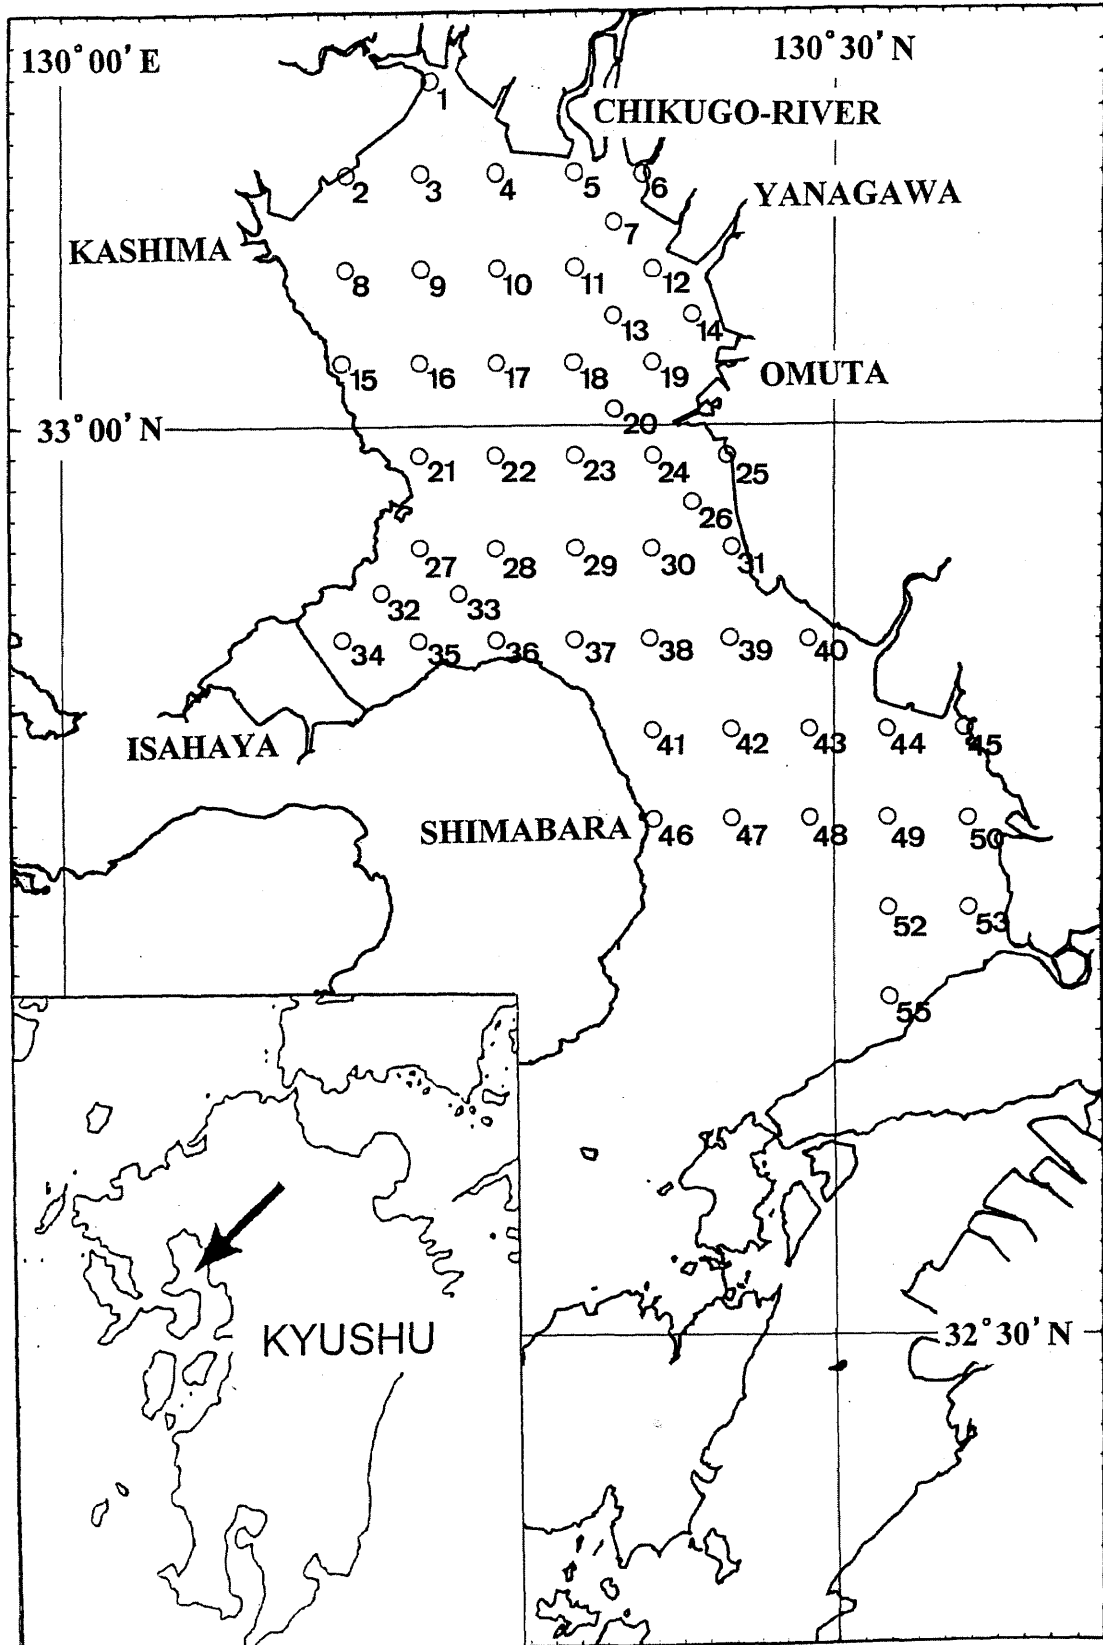 130°00' E
130°30' N
1
CHIKUGO-RIVER
2 3 4 5 6
YANAGAWA
7
KASHIMA
8 9 10 11 12
13 14
15 16 17 18 19
OMUTA
20
33°00' N
21 22 23 24 25
26
27 28 29 30 31
32 33
34 35 36 37 38 39 40
41 42 43 44 45
ISAHAYA
SHIMABARA
46 47 48 49 50
52 53
55
KYUSHU
32°30' N